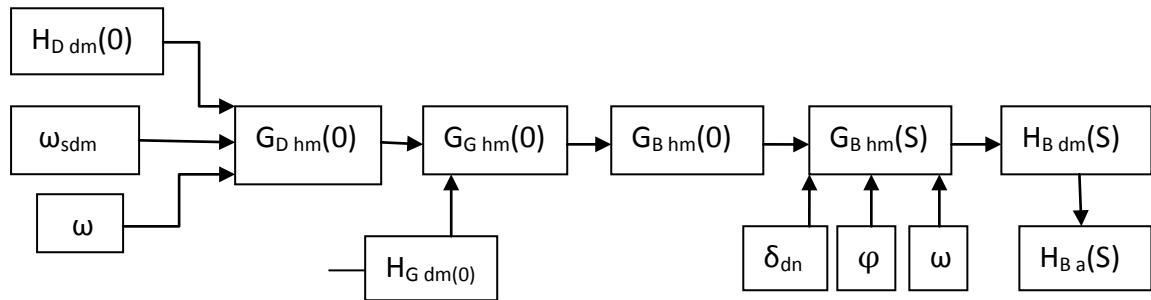 H_D dm(0)
ω_sdm
ω
G_D hm(0)
G_G hm(0)
G_B hm(0)
G_B hm(S)
H_B dm(S)
H_G dm(0)
δ_dn
φ
ω
H_B a(S)